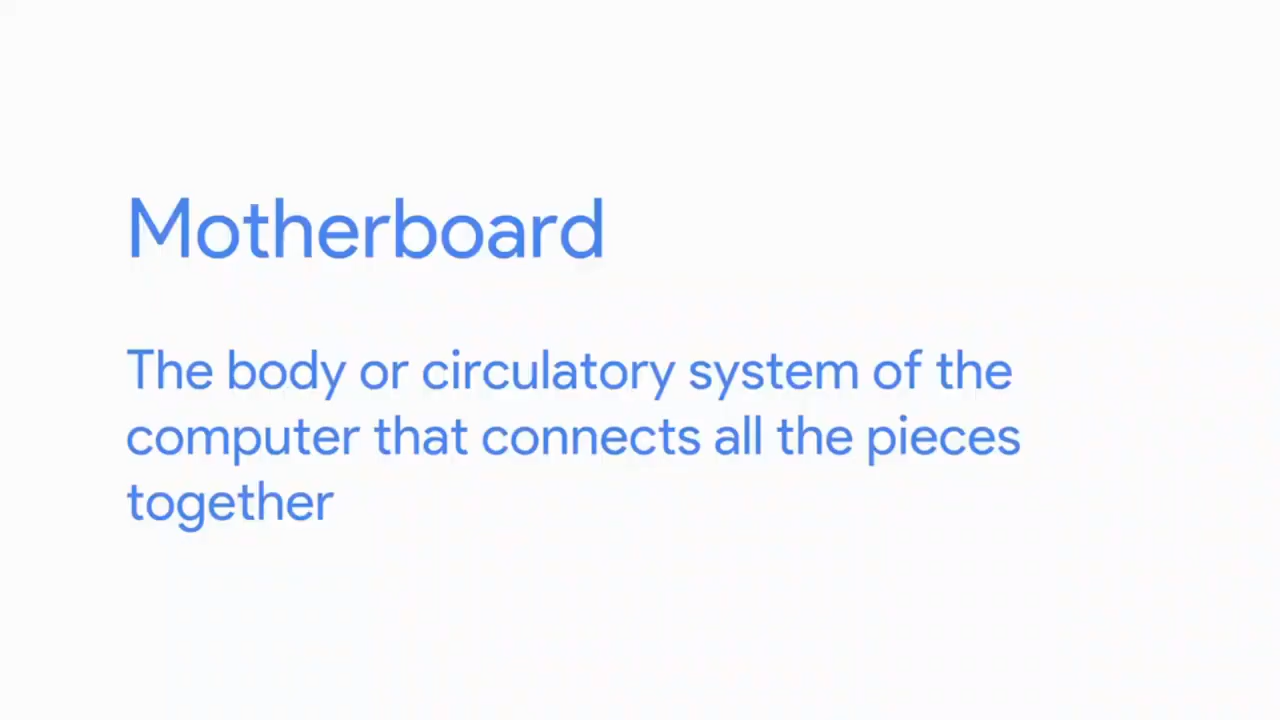 Motherboard
The body or circulatory system of the
computer that connects all the pieces
together